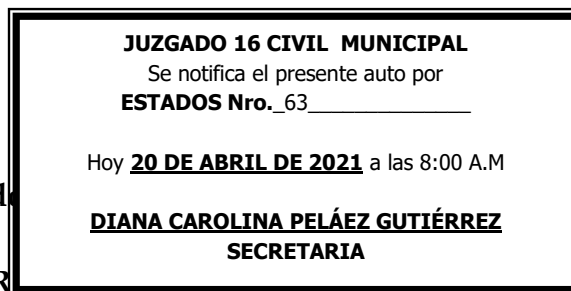 JUZGADO 16 CIVIL MUNICIPAL
Se notifica el presente auto por
ESTADOS Nro._63______________
Hoy 20 DE ABRIL DE 2021 a las 8:00 A.M
DIANA CAROLINA PELÁEZ GUTIÉRREZ
SECRETARIA